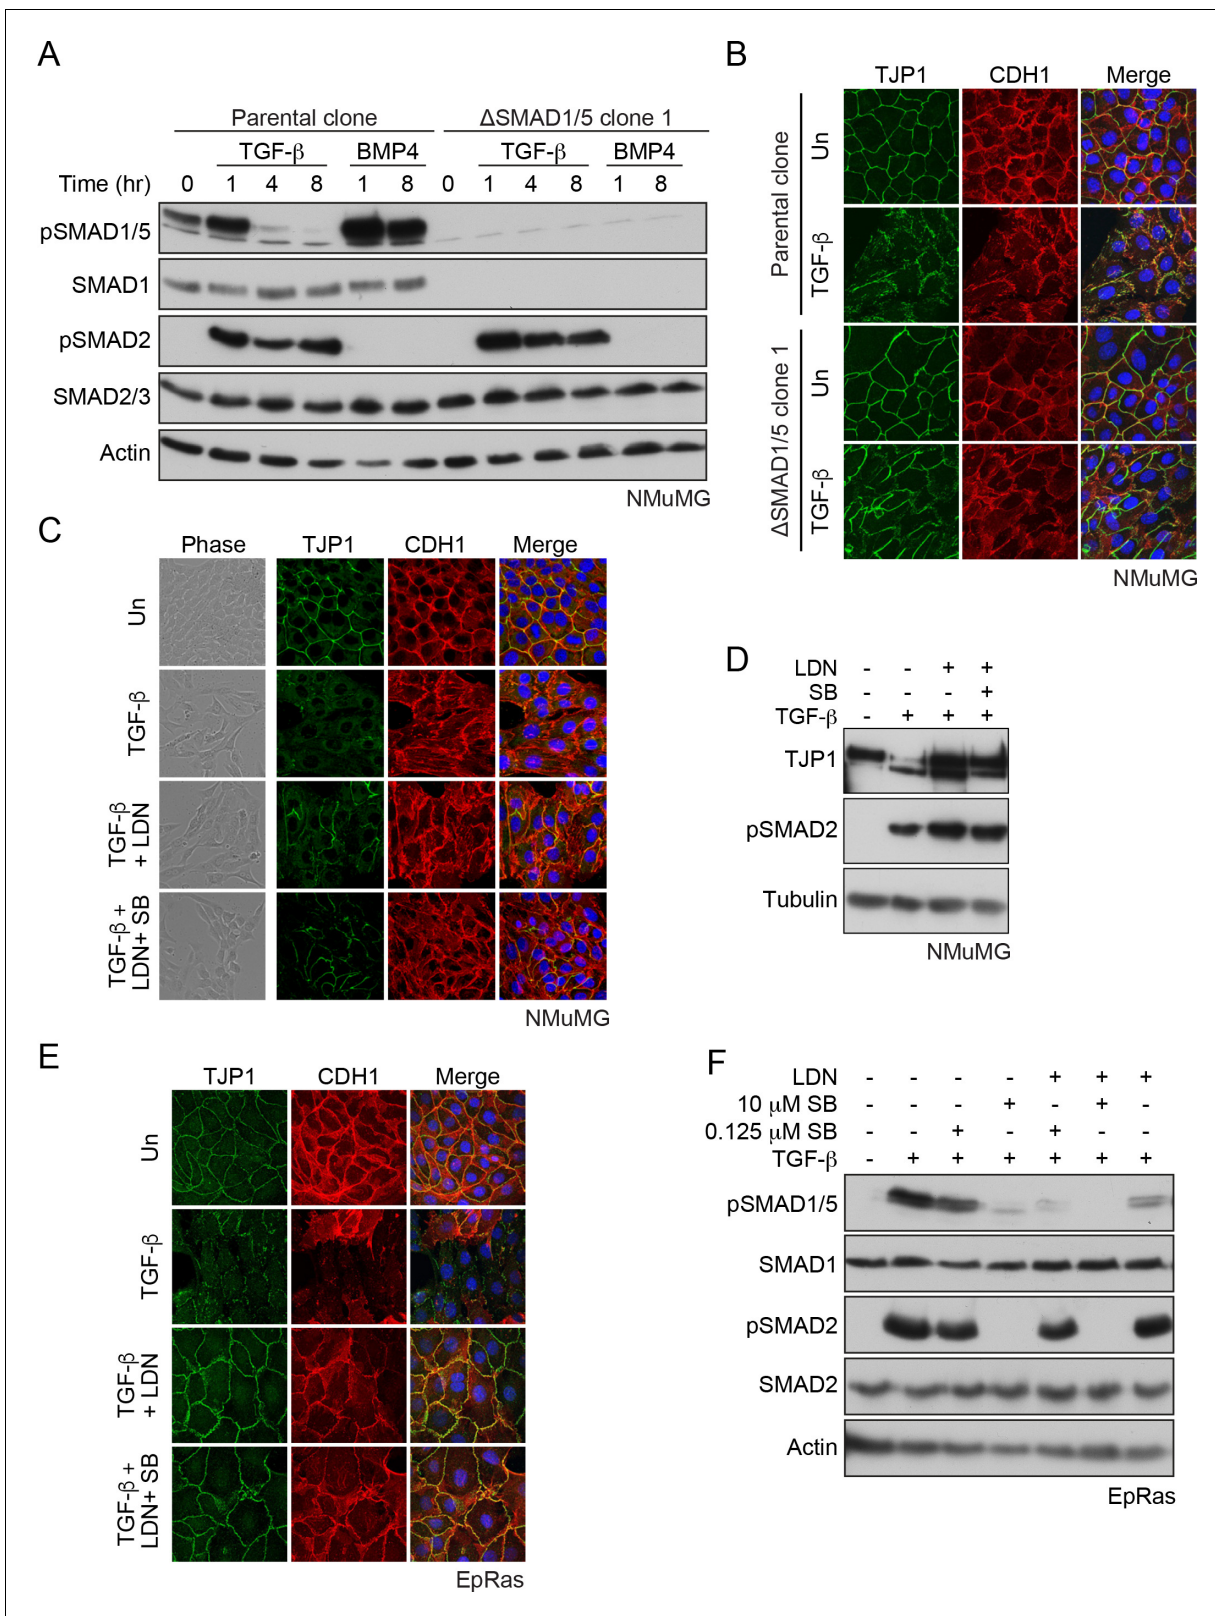 A
Parental clone ΔSMAD1/5 clone 1
TGF-β BMP4 TGF-β BMP4
Time (hr) 0 1 4 8 1 8 0 1 4 8 1 8
pSMAD1/5
SMAD1
pSMAD2
SMAD2/3
Actin
NMuMG
B
TJP1 CDH1 Merge
Parental clone
Un
TGF-β
ΔSMAD1/5 clone 1
Un
TGF-β
NMuMG
C
Phase TJP1 CDH1 Merge
Un
TGF-β
TGF-β
+ LDN
TGF-β +
LDN+ SB
NMuMG
D
LDN - - + +
SB - - - +
TGF-β - + + +
TJP1
pSMAD2
Tubulin
NMuMG
E
TJP1 CDH1 Merge
Un
TGF-β
TGF-β
+ LDN
TGF-β +
LDN+ SB
EpRas
F
LDN - - - - + + +
10 μM SB - - - + - + -
0.125 μM SB - - + - + - -
TGF-β - + + + + + +
pSMAD1/5
SMAD1
pSMAD2
SMAD2
Actin
EpRas